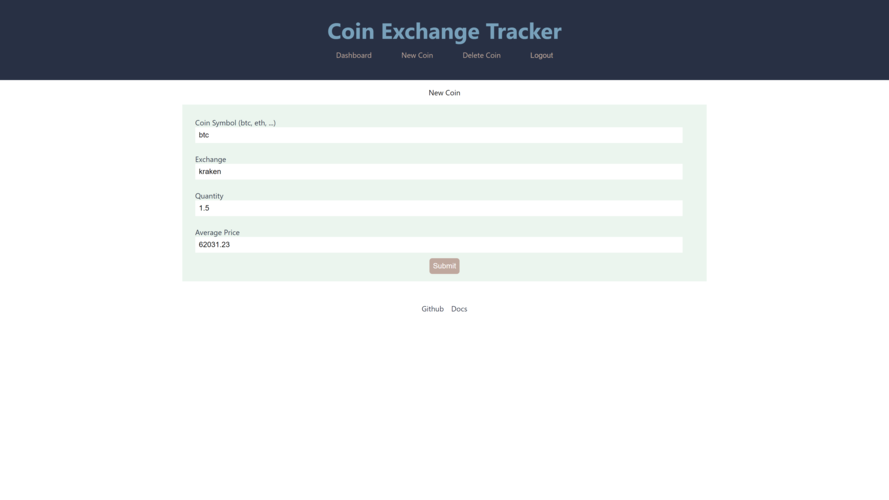 Coin Exchange Tracker
Dashboard New Coin Delete Coin Logout
New Coin
Coin Symbol (btc, eth, ...)
btc
Exchange
kraken
Quantity
1.5
Average Price
62031.23
Submit
Github Docs